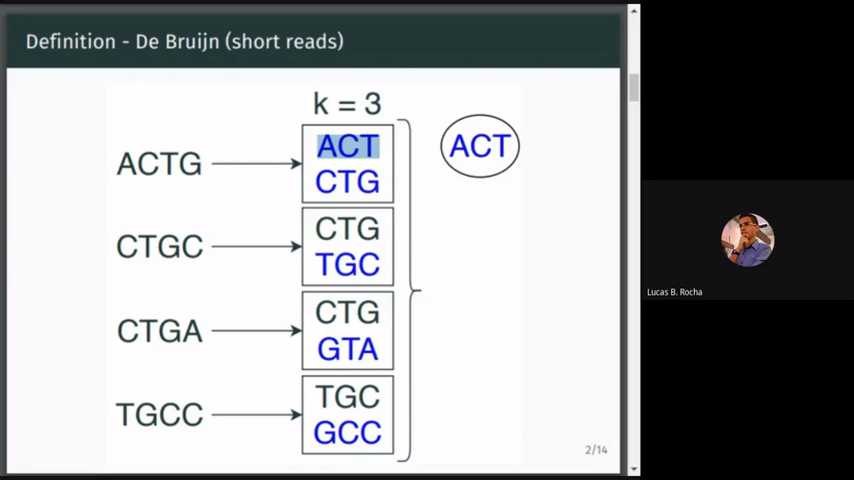 Definition - De Bruijn (short reads)
k = 3
ACTG
ACT
CTG
ACT
CTGC
CTG
TGC
CTGA
CTG
GTA
TGCC
TGC
GCC
2/14
Lucas B. Rocha